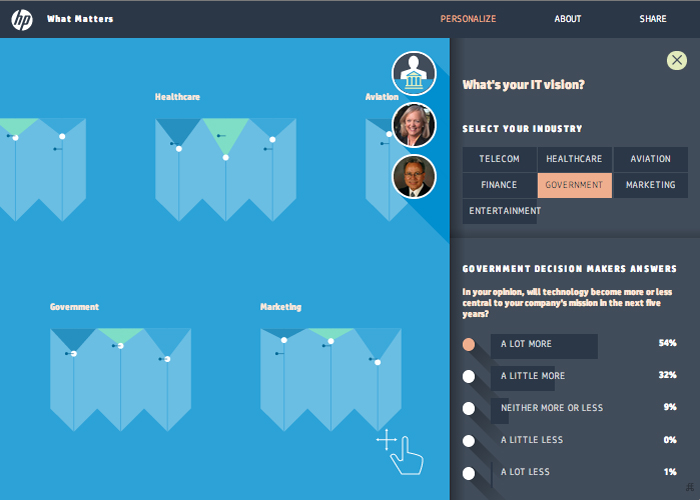 hp
What Matters
PERSONALIZE
ABOUT
SHARE
Healthcare
Aviation
Government
Marketing
What's your IT vision?
SELECT YOUR INDUSTRY
TELECOM
HEALTHCARE
AVIATION
FINANCE
GOVERNMENT
MARKETING
ENTERTAINMENT
GOVERNMENT DECISION MAKERS ANSWERS
In your opinion, will technology become more or less
central to your company's mission in the next five
years?
A LOT MORE 54%
A LITTLE MORE 32%
NEITHER MORE OR LESS 9%
A LITTLE LESS 0%
A LOT LESS 1%